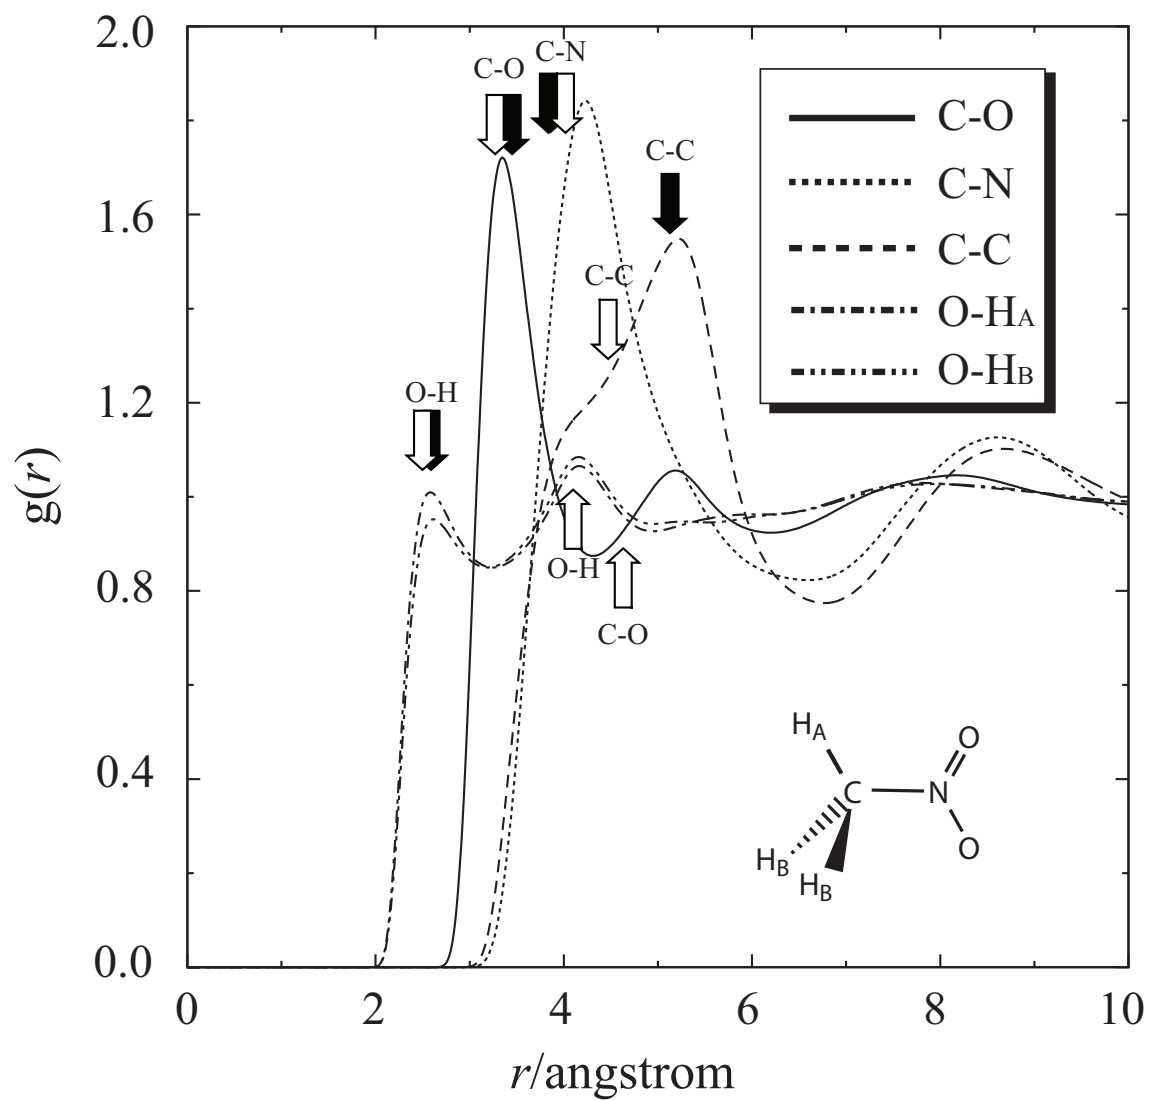 2.0
1.6
1.2
0.8
0.4
0.0
g(r)
0 2 4 6 8 10
r/angstrom
C-N
C-O
C-C
C-C
O-H
O-H
C-O
C-O
C-N
C-C
O-HA
O-HB
HA
O
C
N
O
HB
HB